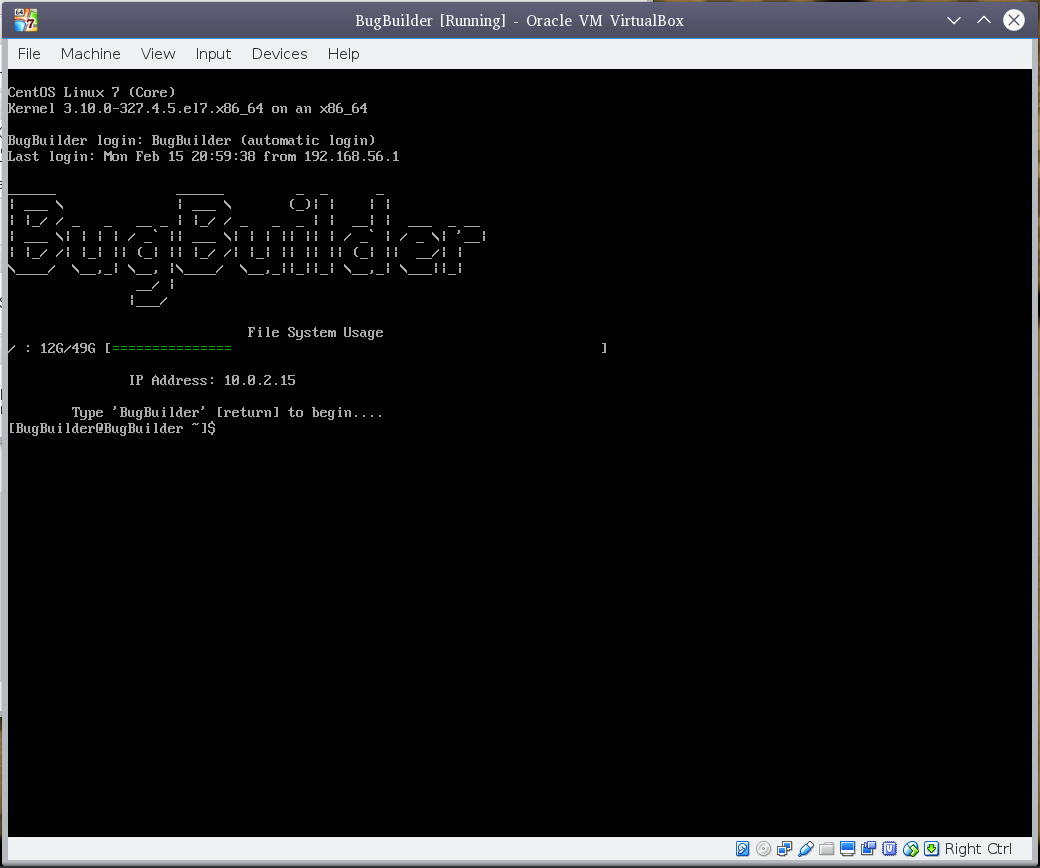 BugBuilder [Running] - Oracle VM VirtualBox
File Machine View Input Devices Help
CentOS Linux 7 (Core)
Kernel 3.10.0-327.4.5.el7.x86_64 on an x86_64
BugBuilder login: BugBuilder (automatic login)
Last login: Mon Feb 15 20:59:38 from 192.168.56.1
BugBuilder
File System Usage
/ : 12G/49G [=============== ]
IP Address: 10.0.2.15
Type 'BugBuilder' [return] to begin....
[BugBuilder@BugBuilder ~]$
Right Ctrl